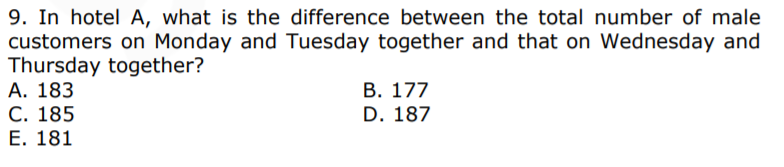 9. In hotel A, what is the difference between the total number of male
customers on Monday and Tuesday together and that on Wednesday and
Thursday together?
A. 183 B. 177
C. 185 D. 187
E. 181